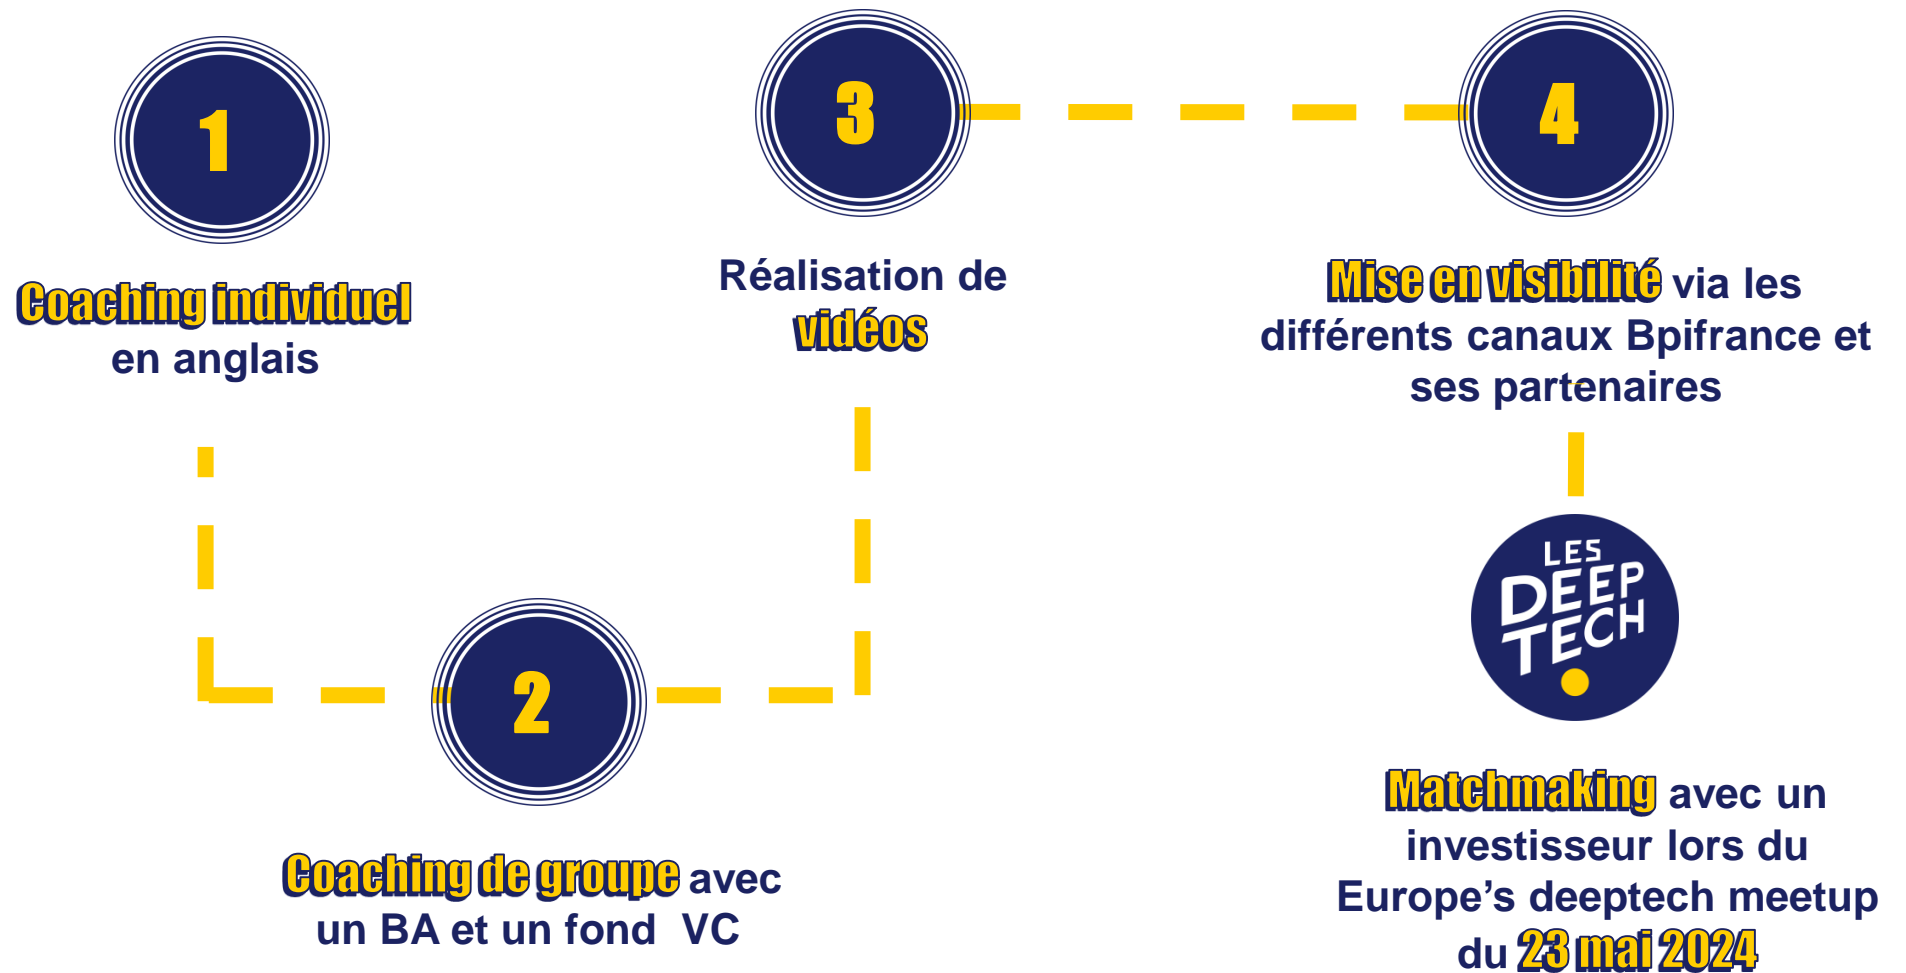 1
Coaching individuel
en anglais
2
Coaching de groupe avec
un BA et un fond VC
3
Réalisation de
vidéos
4
Mise en visibilité via les
différents canaux Bpifrance et
ses partenaires
LES
DEEP
TECH
Matchmaking avec un
investisseur lors du
Europe’s deeptech meetup
du 23 mai 2024